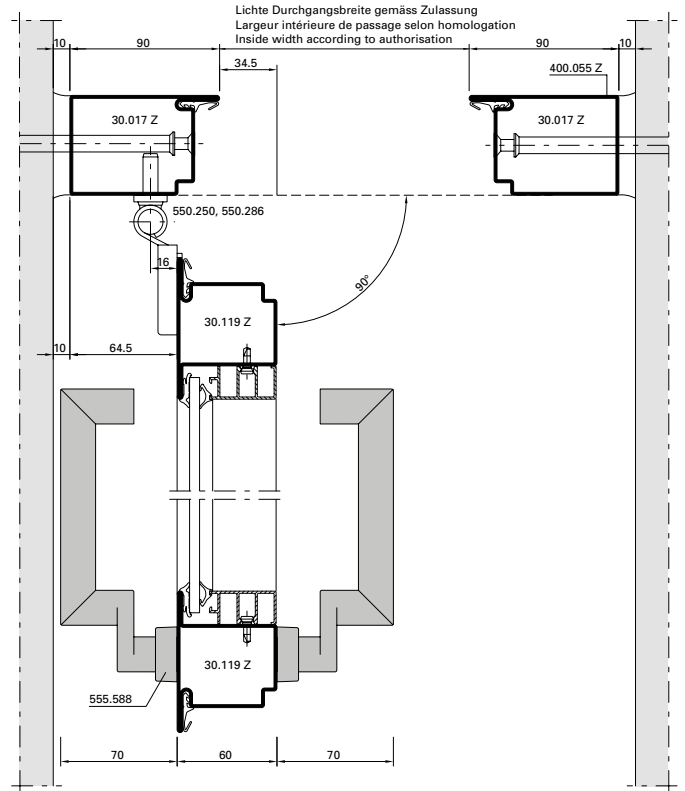 Lichte Durchgangsbreite gemäss Zulassung
Largeur intérieure de passage selon homologation
Inside width according to authorisation
10
90
90
10
34.5
400.055 Z
30.017 Z
30.017 Z
550.250, 550.286
16
90°
30.119 Z
10
64.5
30.119 Z
555.588
70
60
70